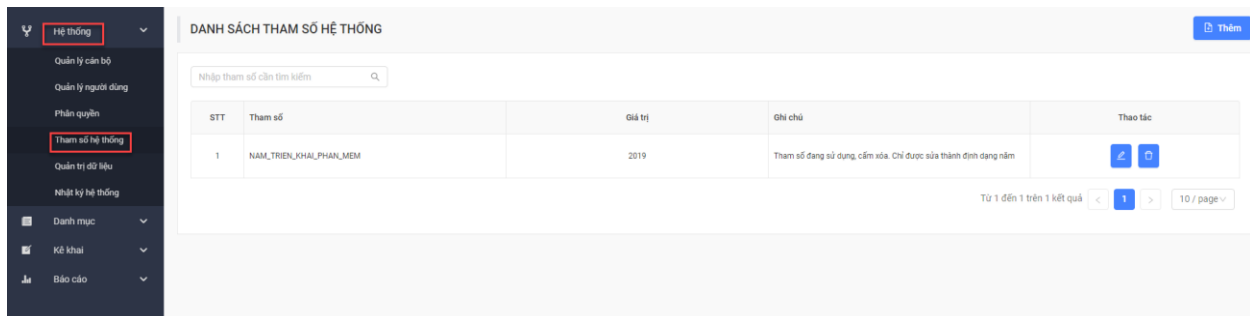 Hệ thống
Quản lý cán bộ
Quản lý người dùng
Phân quyền
Tham số hệ thống
Quản trị dữ liệu
Nhật ký hệ thống
Danh mục
Kê khai
Báo cáo
DANH SÁCH THAM SỐ HỆ THỐNG
Thêm
Nhập tham số cần tìm kiếm
STT Tham số Giá trị Ghi chú Thao tác
1 NAM_TRIEN_KHAI_PHAN_MEM 2019 Tham số đang sử dụng, cấm xóa. Chỉ được sửa thành định dạng năm
Từ 1 đến 1 trên 1 kết quả < 1 > 10 / page